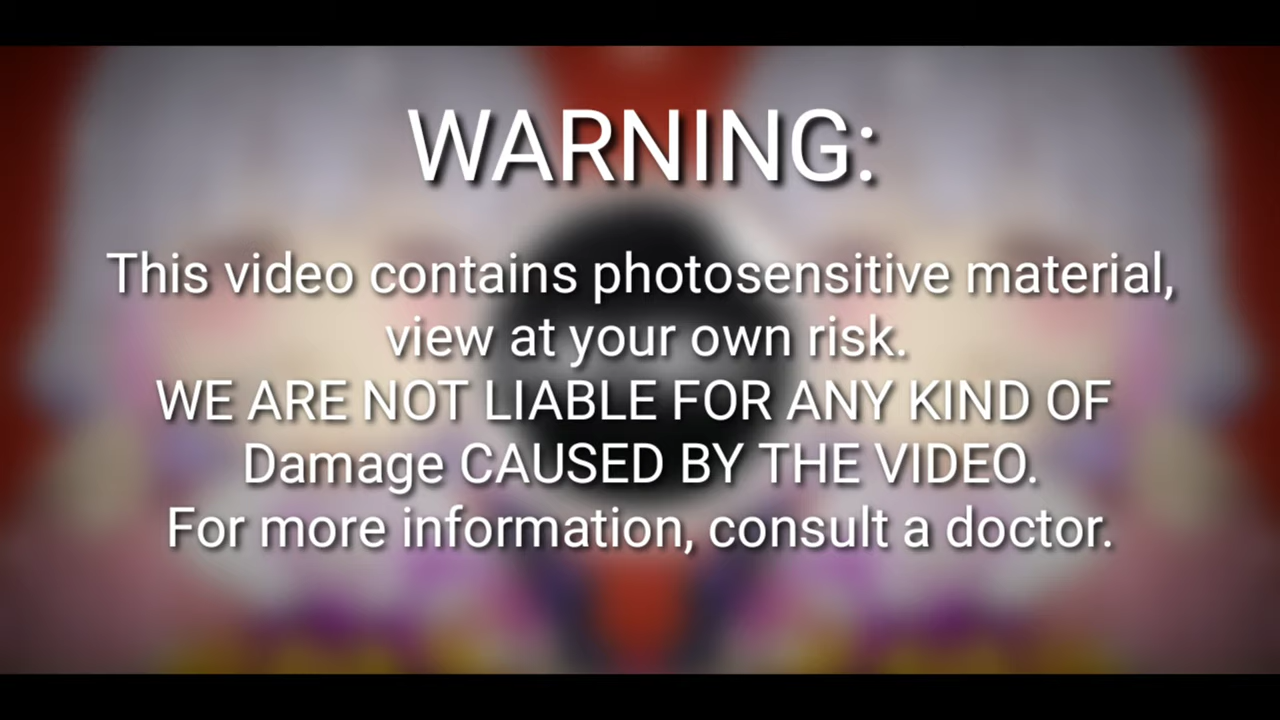 WARNING:
This video contains photosensitive material,
view at your own risk.
WE ARE NOT LIABLE FOR ANY KIND OF
Damage CAUSED BY THE VIDEO.
For more information, consult a doctor.